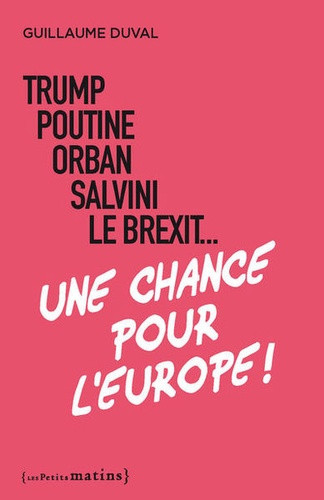 GUILLAUME DUVAL
TRUMP
POUTINE
ORBAN
SALVINI
LE BREXIT...
UNE CHANCE
POUR
L'EUROPE !
{LES Petits matins}